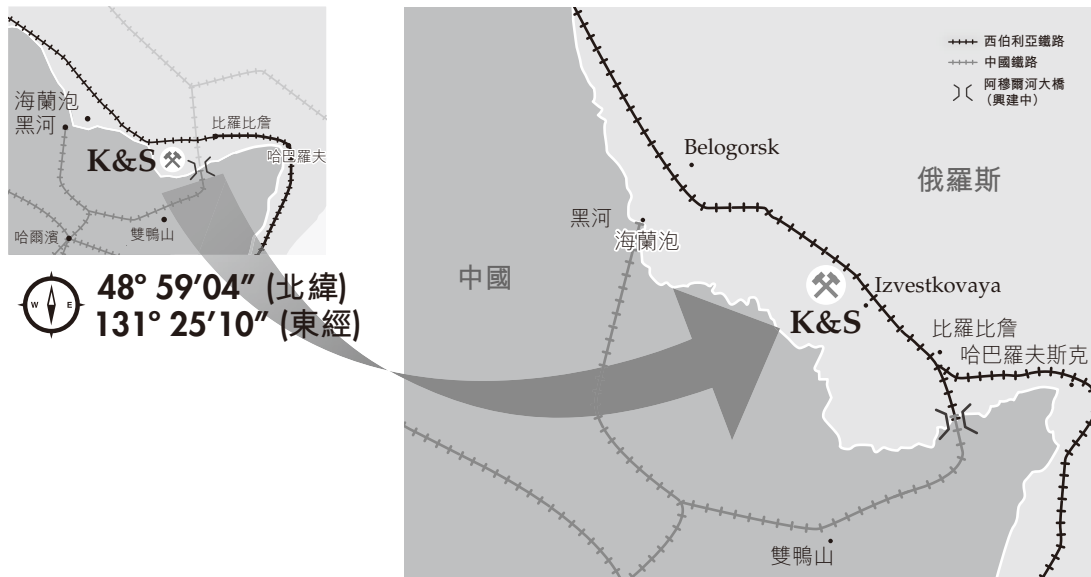 海蘭泡
黑河
比羅比詹
K&S
哈巴羅夫
哈爾濱
雙鴨山
W E
48° 59′04″ (北緯)
131° 25′10″ (東經)
西伯利亞鐵路
中國鐵路
阿穆爾河大橋
(興建中)
Belogorsk
俄羅斯
黑河
海蘭泡
中國
Izvestkovaya
K&S
比羅比詹
哈巴羅夫斯克
雙鴨山